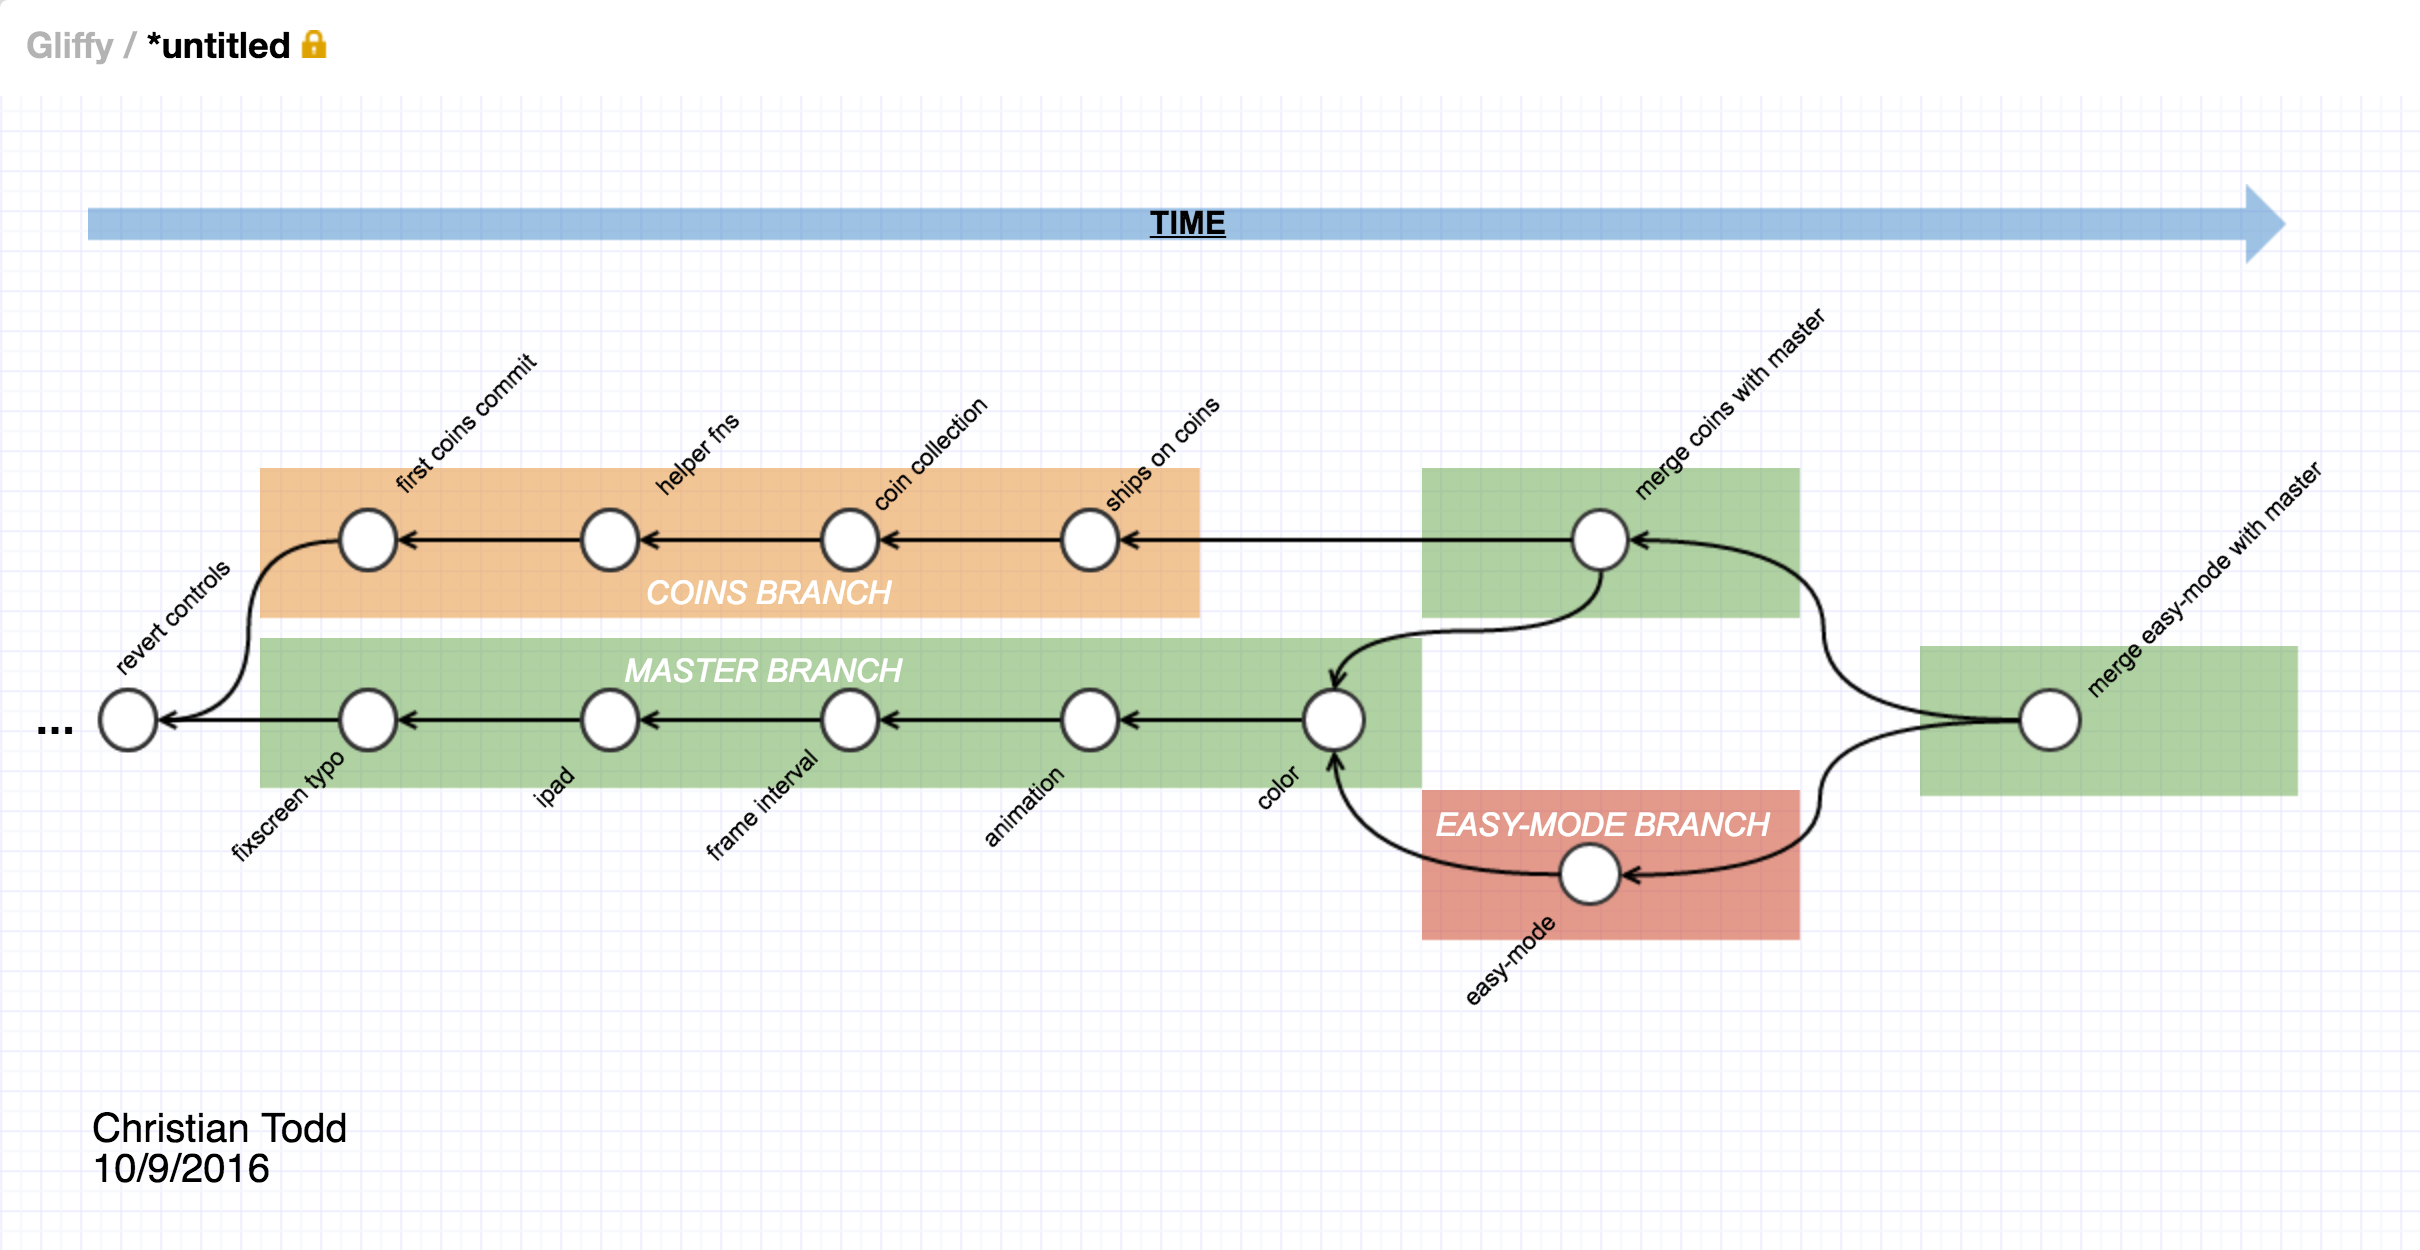 Gliffy / *untitled
TIME
first coins commit
helper fns
coin collection
ships on coins
merge coins with master
merge easy-mode with master
revert controls
COINS BRANCH
MASTER BRANCH
...
fixscreen typo
ipad
frame interval
animation
color
EASY-MODE BRANCH
easy-mode
Christian Todd
10/9/2016